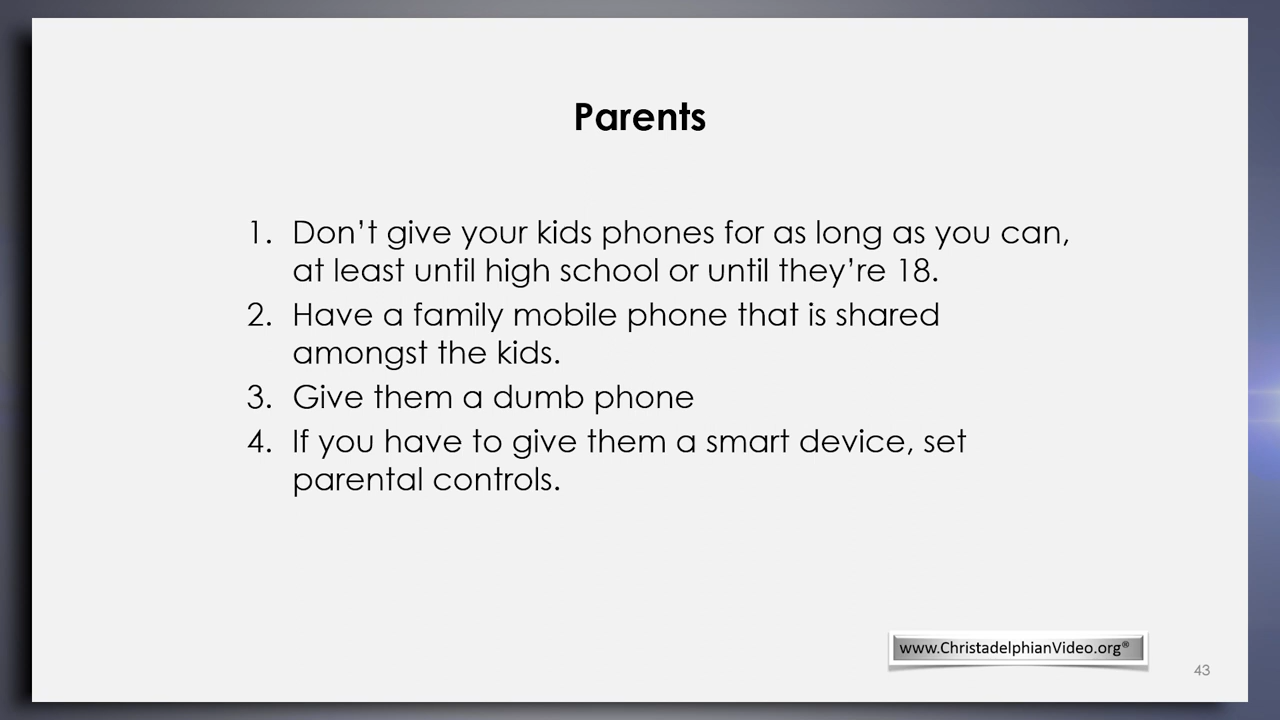 Parents
1. Don’t give your kids phones for as long as you can,
at least until high school or until they’re 18.
2. Have a family mobile phone that is shared
amongst the kids.
3. Give them a dumb phone
4. If you have to give them a smart device, set
parental controls.
www.ChristadelphianVideo.org®
43